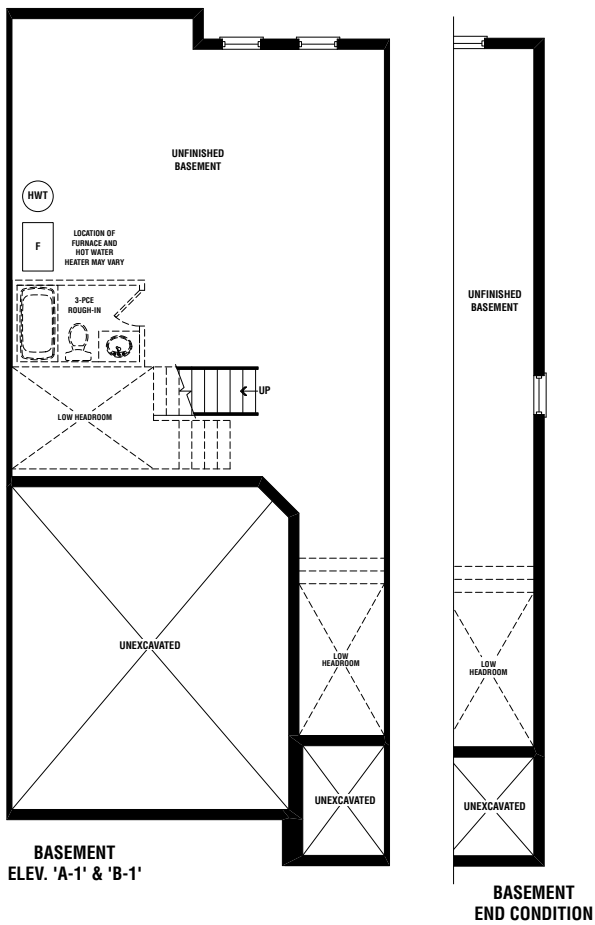 UNFINISHED
BASEMENT
HWT
F
LOCATION OF
FURNACE AND
HOT WATER
HEATER MAY VARY
3-PCE
ROUGH-IN
UP
LOW HEADROOM
UNEXCAVATED
LOW
HEADROOM
UNEXCAVATED
BASEMENT
ELEV. 'A-1' & 'B-1'
UNFINISHED
BASEMENT
LOW
HEADROOM
UNEXCAVATED
BASEMENT
END CONDITION